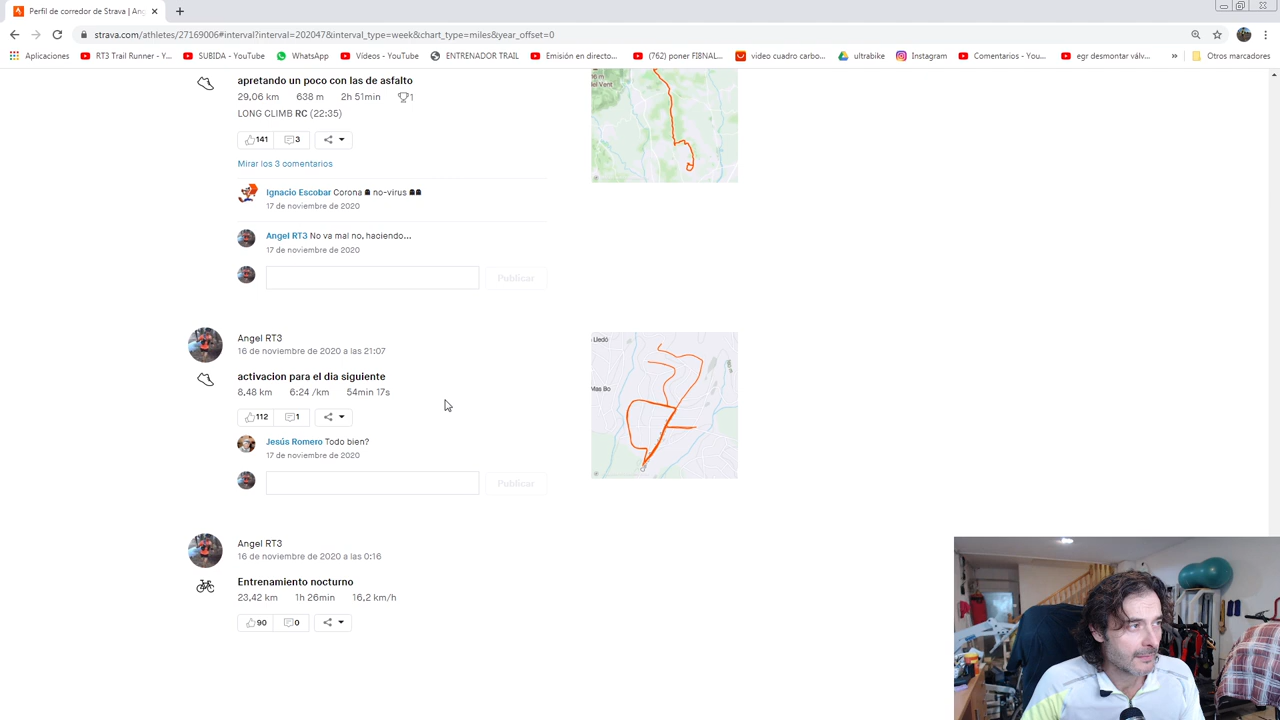 Perfil de corredor de Strava | Ang
strava.com/athletes/27169006#interval?interval=202047&interval_type=week&chart_type=miles&year_offset=0
Aplicaciones RT3 Trail Runner - Y... SUBIDA - YouTube WhatsApp Vídeos - YouTube ENTRENADOR TRAIL Emisión en directo... (762) poner FI8NAL... video cuadro carbo... ultrabike Instagram Comentarios - You... egr desmontar válv... » Otros marcadores
apretando un poco con las de asfalto
29,06 km 638 m 2h 51min 1
LONG CLIMB RC (22:35)
141 3
Mirar los 3 comentarios
Ignacio Escobar Corona no-virus
17 de noviembre de 2020
Angel RT3 No va mal no, haciendo...
17 de noviembre de 2020
Publicar
del Vent
Angel RT3
16 de noviembre de 2020 a las 21:07
activacion para el dia siguiente
8,48 km 6:24 /km 54min 17s
112 1
Jesús Romero Todo bien?
17 de noviembre de 2020
Publicar
Lledó
Mas Bo
Angel RT3
16 de noviembre de 2020 a las 0:16
Entrenamiento nocturno
23,42 km 1h 26min 16,2 km/h
90 0